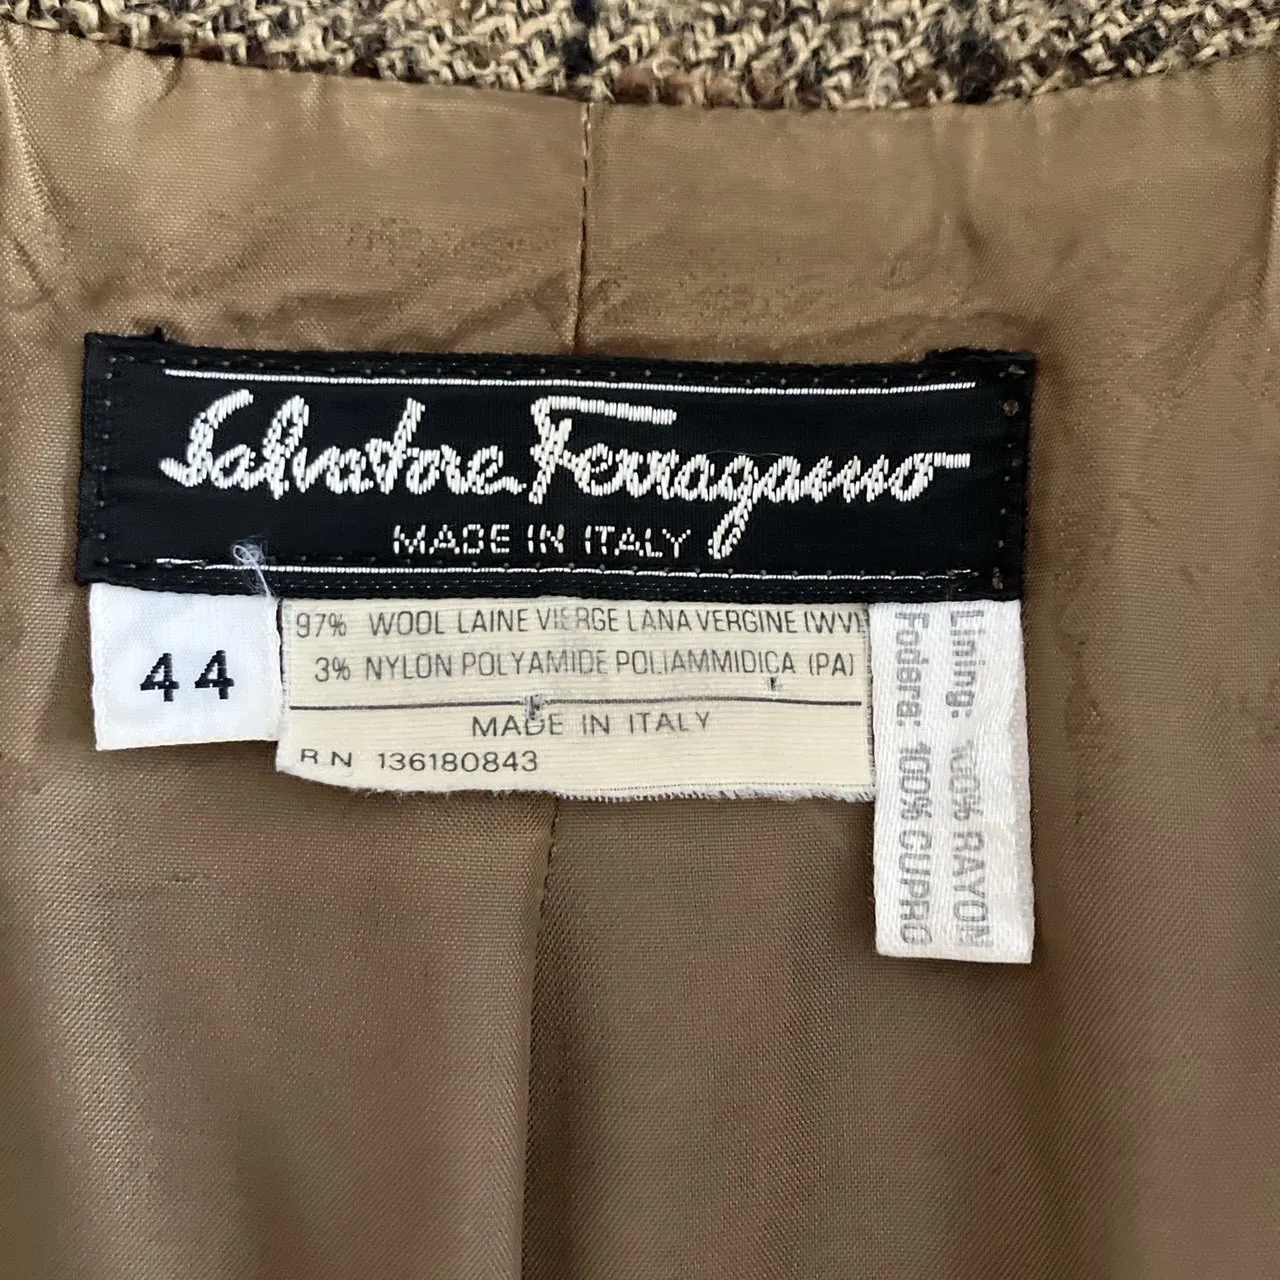 Salvatore Ferragamo
MADE IN ITALY
44
97% WOOL LAINE VIERGE LANA VERGINE (WV)
3% NYLON POLYAMIDE POLIAMMIDICA (PA)
MADE IN ITALY
RN 136180843
Lining: 100% RAYON
Fodera: 100% CUPRO